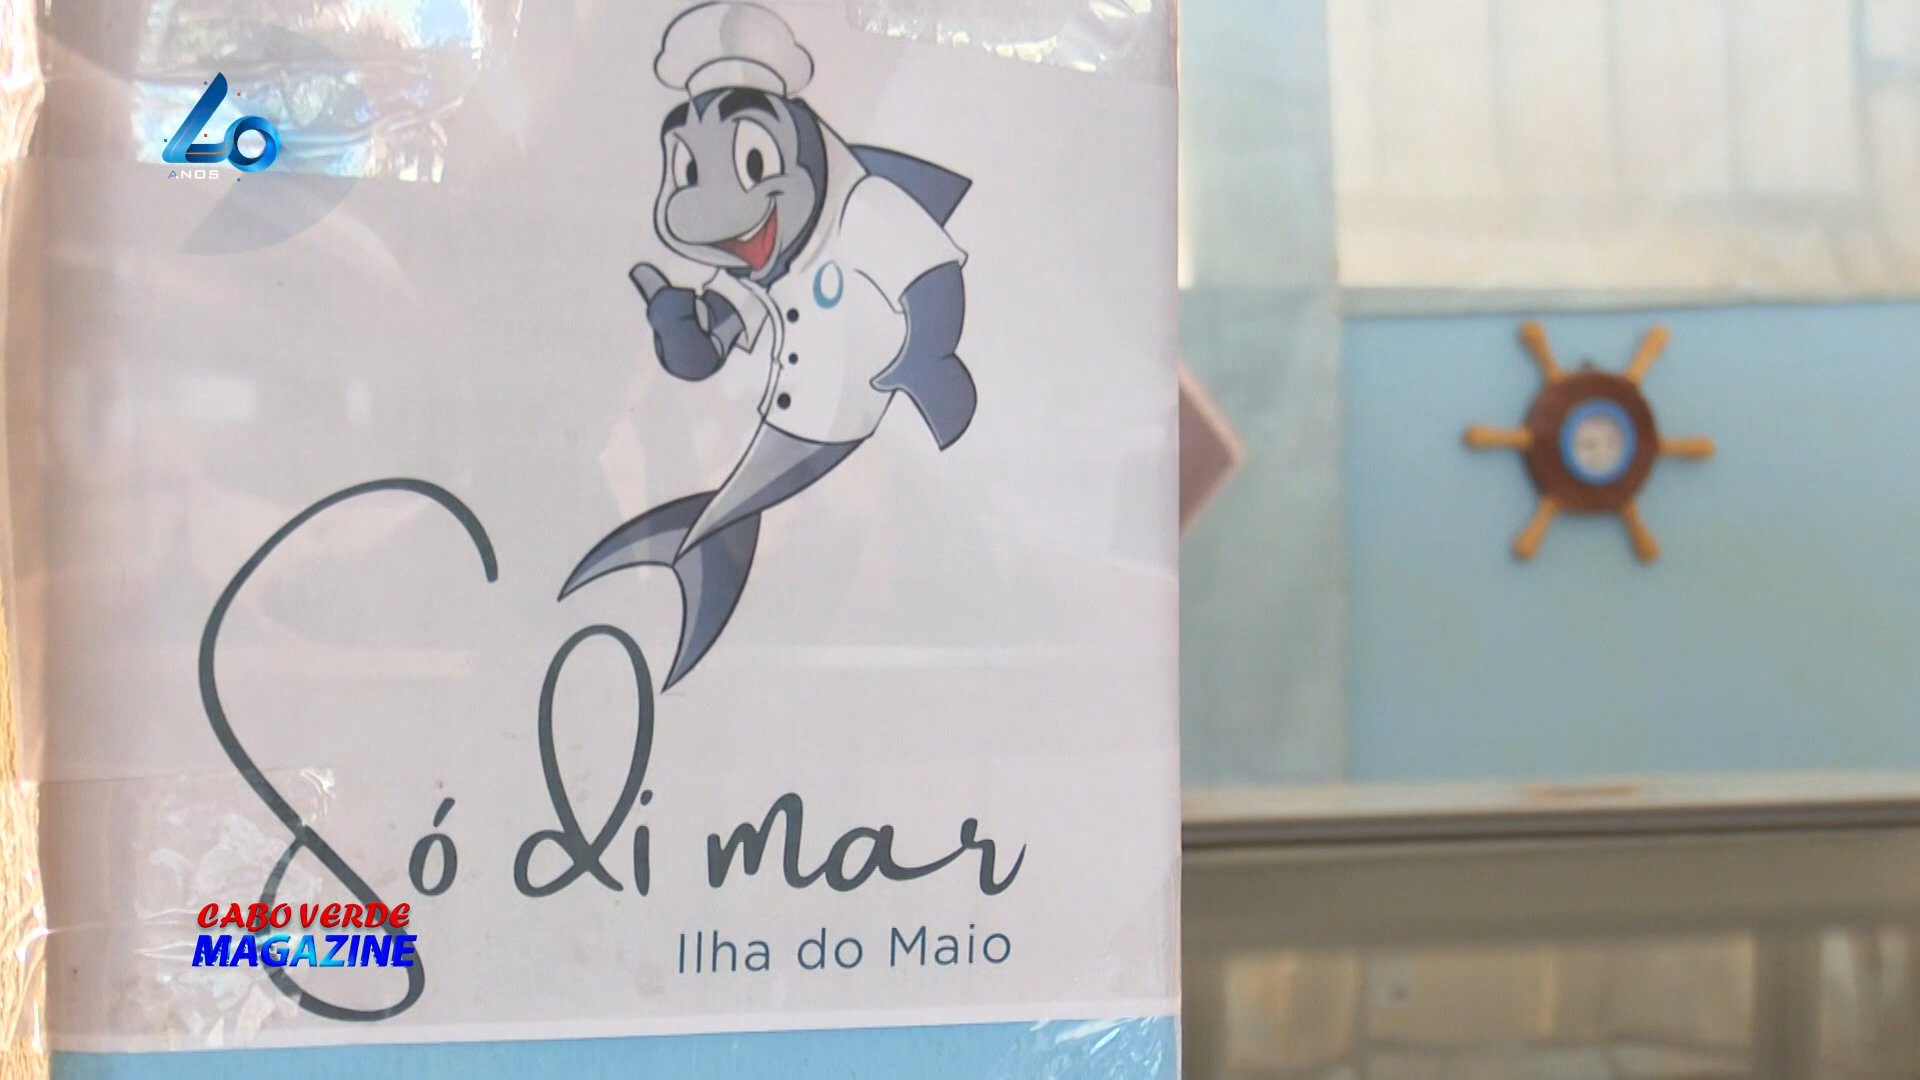 40
ANOS
Só di mar
Ilha do Maio
CABO VERDE
MAGAZINE